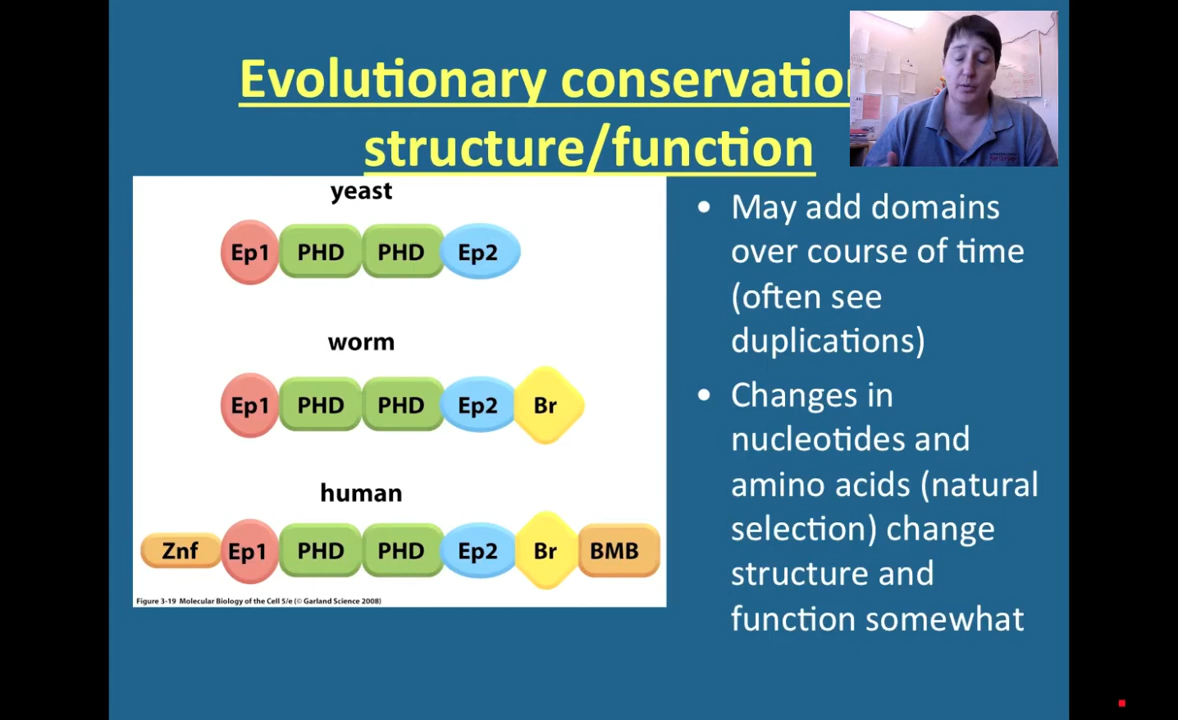 Evolutionary conservation
structure/function
yeast
Ep1 PHD PHD Ep2
worm
Ep1 PHD PHD Ep2 Br
human
Znf Ep1 PHD PHD Ep2 Br BMB
Figure 3-19 Molecular Biology of the Cell 5/e (© Garland Science 2008)
• May add domains
over course of time
(often see
duplications)
• Changes in
nucleotides and
amino acids (natural
selection) change
structure and
function somewhat